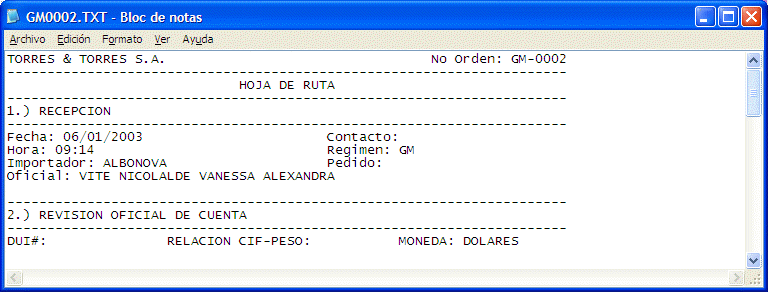 GM0002.TXT - Bloc de notas
Archivo Edición Formato Ver Ayuda
TORRES & TORRES S.A. No Orden: GM-0002
----------------------------------------------------------------------
HOJA DE RUTA
----------------------------------------------------------------------
1.) RECEPCION
----------------------------------------------------------------------
Fecha: 06/01/2003 Contacto:
Hora: 09:14 Regimen: GM
Importador: ALBONOVA Pedido:
Oficial: VITE NICOLALDE VANESSA ALEXANDRA
----------------------------------------------------------------------
2.) REVISION OFICIAL DE CUENTA
----------------------------------------------------------------------
DUI#: RELACION CIF-PESO: MONEDA: DOLARES